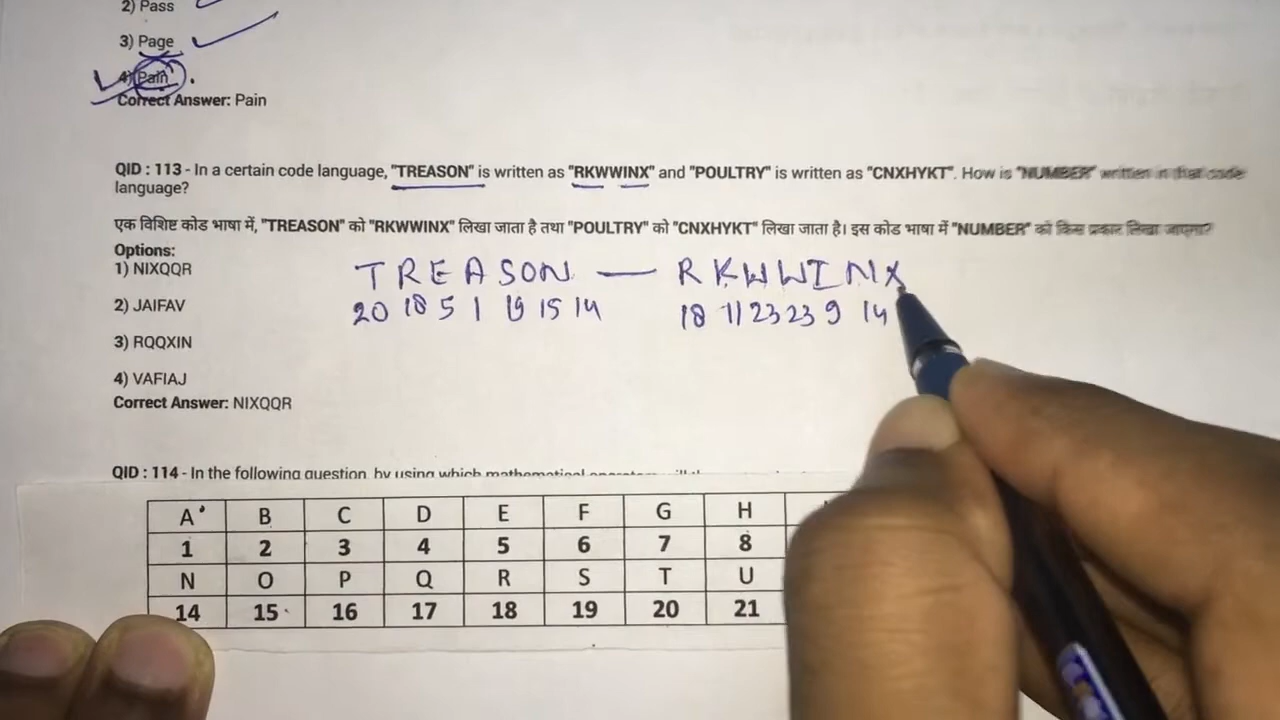 2) Pass
3) Page
4) Pain
Correct Answer: Pain
QID : 113 - In a certain code language, "TREASON" is written as "RKWWINX" and "POULTRY" is written as "CNXHYKT". How is "NUMBER" written in that code
language?
एक विशिष्ट कोड भाषा में, "TREASON" को "RKWWINX" लिखा जाता है तथा "POULTRY" को "CNXHYKT" लिखा जाता है। इस कोड भाषा में "NUMBER" को किस प्रकार लिखा जाएगा?
Options:
1) NIXQQR
TREASON — RKWWINX
20 18 5 1 19 15 14 18 11 23 23 9 14
2) JAIFAV
3) RQQXIN
4) VAFIAJ
Correct Answer: NIXQQR
QID : 114 - In the following question, by using which mathematical
A B C D E F G H
1 2 3 4 5 6 7 8
N O P Q R S T U
14 15 16 17 18 19 20 21